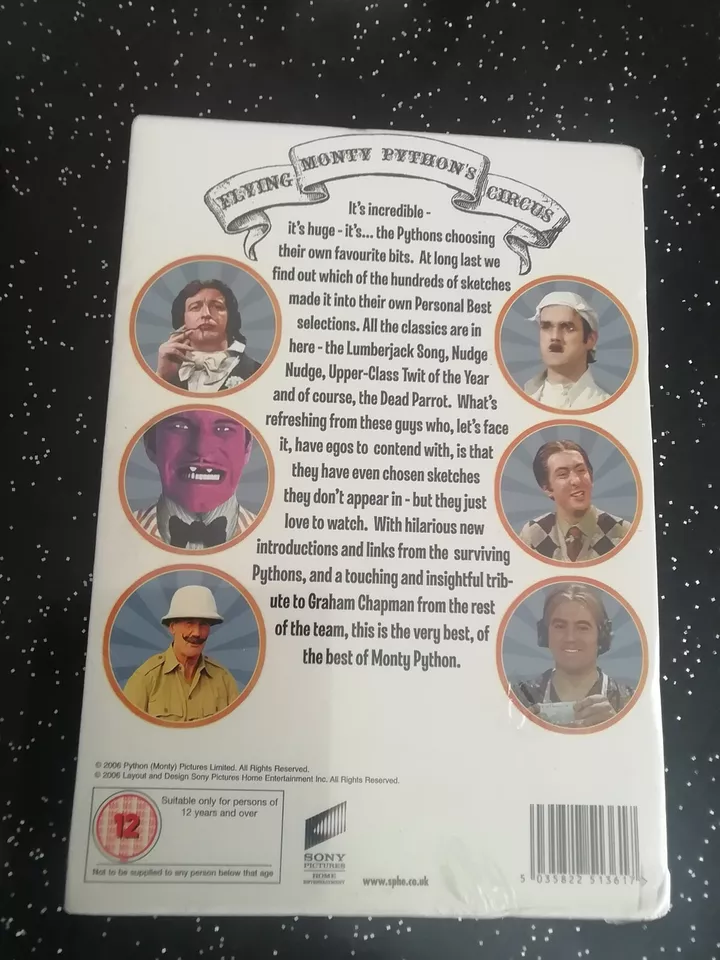 FLYING MONTY PYTHON'S CIRCUS
It's incredible -
it's huge - it's... the Pythons choosing
their own favourite bits. At long last we
find out which of the hundreds of sketches
made it into their own Personal Best
selections. All the classics are in
here - the Lumberjack Song, Nudge
Nudge, Upper-Class Twit of the Year
and of course, the Dead Parrot. What's
refreshing from these guys who, let's face
it, have egos to contend with, is that
they have even chosen sketches
they don't appear in - but they just
love to watch. With hilarious new
introductions and links from the surviving
Pythons, and a touching and insightful trib-
ute to Graham Chapman from the rest
of the team, this is the very best, of
the best of Monty Python.
© 2006 Python (Monty) Pictures Limited. All Rights Reserved.
© 2006 Layout and Design Sony Pictures Home Entertainment Inc. All Rights Reserved.
12
Suitable only for persons of
12 years and over
Not to be supplied to any person below that age
SONY
PICTURES
HOME
ENTERTAINMENT
www.sphe.co.uk
5 035822 513617 >